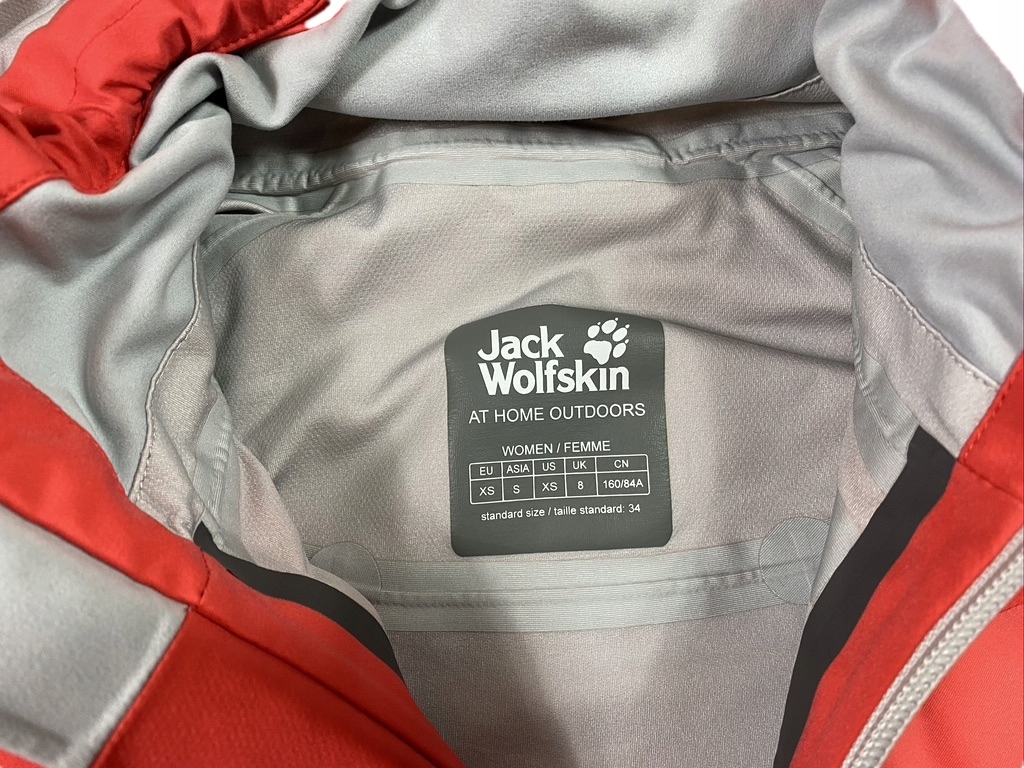 Jack
Wolfskin
AT HOME OUTDOORS
WOMEN / FEMME
EU ASIA US UK CN
XS S XS 8 160/84A
standard size / taille standard: 34